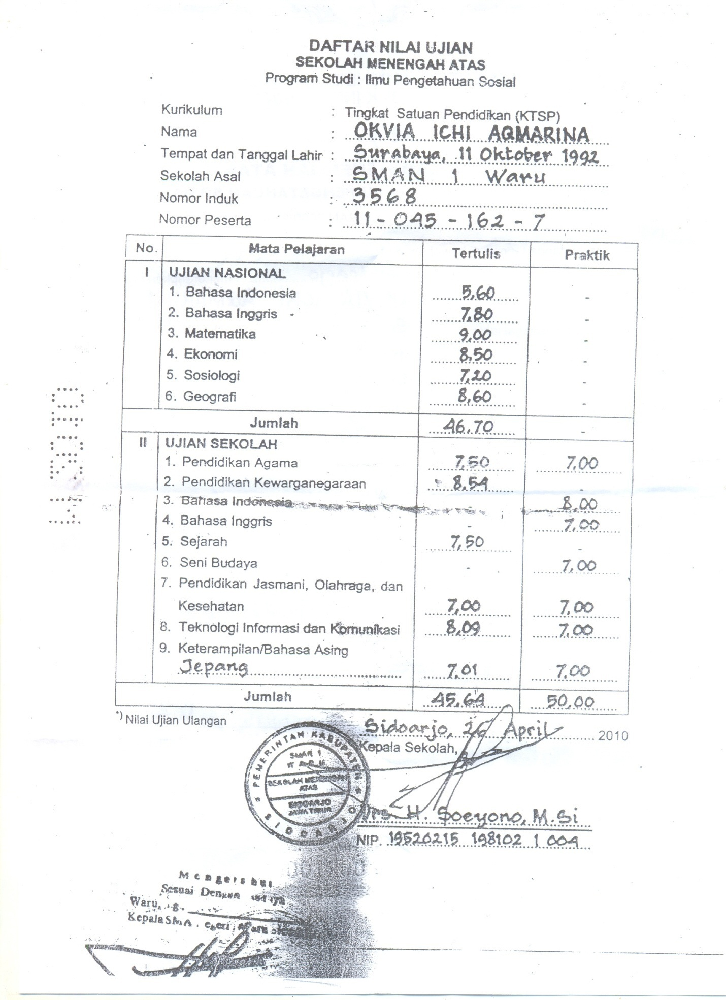 DAFTAR NILAI UJIAN
SEKOLAH MENENGAH ATAS
Program Studi : Ilmu Pengetahuan Sosial
Kurikulum : Tingkat Satuan Pendidikan (KTSP)
Nama : OKVIA ICHI AQMARINA
Tempat dan Tanggal Lahir : Surabaya, 11 Oktober 1992
Sekolah Asal : SMAN 1 Waru
Nomor Induk : 3568
Nomor Peserta : 11 - 045 - 162 - 7
No. Mata Pelajaran Tertulis Praktik
I UJIAN NASIONAL
1. Bahasa Indonesia 5,60 -
2. Bahasa Inggris 7,80 -
3. Matematika 9,00 -
4. Ekonomi 8,50 -
5. Sosiologi 7,20 -
6. Geografi 8,60 -
Jumlah 46.70 -
II UJIAN SEKOLAH
1. Pendidikan Agama 7,50 7,00
2. Pendidikan Kewarganegaraan 8,54 -
3. Bahasa Indonesia - 8,00
4. Bahasa Inggris - 7,00
5. Sejarah 7,50 -
6. Seni Budaya - 7,00
7. Pendidikan Jasmani, Olahraga, dan
Kesehatan 7,00 7,00
8. Teknologi Informasi dan Komunikasi 8,09 7,00
9. Keterampilan/Bahasa Asing
Jepang 7,01 7,00
Jumlah 45,64 50,00
*) Nilai Ujian Ulangan
Sidoarjo, 26 April 2010
Kepala Sekolah,
PEMERINTAH KABUPATEN
SMAN 1
WARU
SEKOLAH MENENGAH
ATAS
SIDOARJO
JAWA TIMUR
SIDOARJO
Drs. H. Soeyono, M.Si
NIP. 19520215 198102 1 004
Mengetahui
Sesuai Dengan
Waru,
Kepala SMA